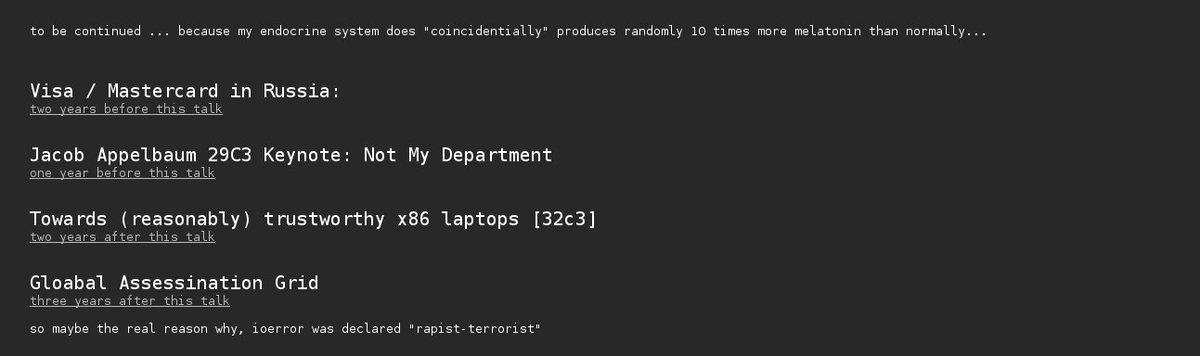 to be continued ... because my endocrine system does "coincidentially" produces randomly 10 times more melatonin than normally...
Visa / Mastercard in Russia:
two years before this talk
Jacob Appelbaum 29C3 Keynote: Not My Department
one year before this talk
Towards (reasonably) trustworthy x86 laptops [32c3]
two years after this talk
Gloabal Assessination Grid
three years after this talk
so maybe the real reason why, ioerror was declared "rapist-terrorist"